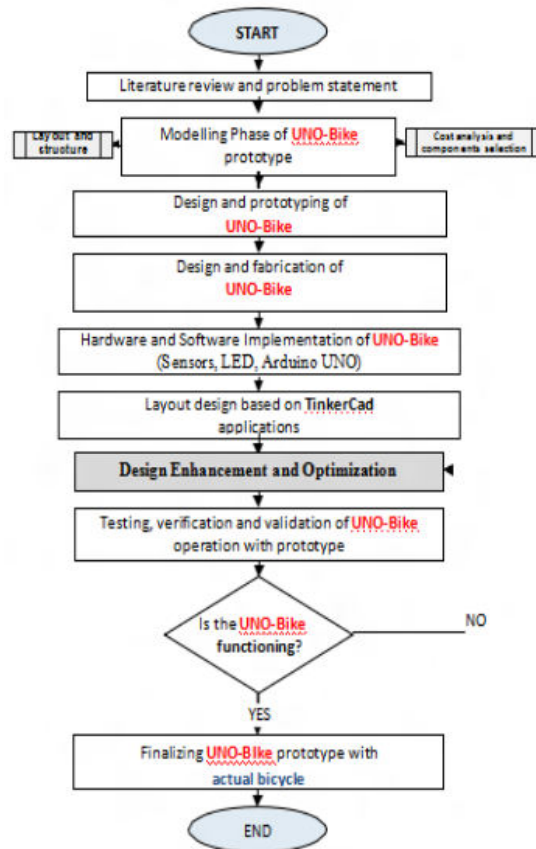 START
Literature review and problem statement
Layout and
structure
Modelling Phase of UNO-Bike
prototype
Cost analysis and
components selection
Design and prototyping of
UNO-Bike
Design and fabrication of
UNO-Bike
Hardware and Software Implementation of UNO-Bike
(Sensors, LED, Arduino UNO)
Layout design based on TinkerCad
applications
Design Enhancement and Optimization
Testing, verification and validation of UNO-Bike
operation with prototype
Is the UNO-Bike
functioning?
NO
YES
Finalizing UNO-BIke prototype with
actual bicycle
END